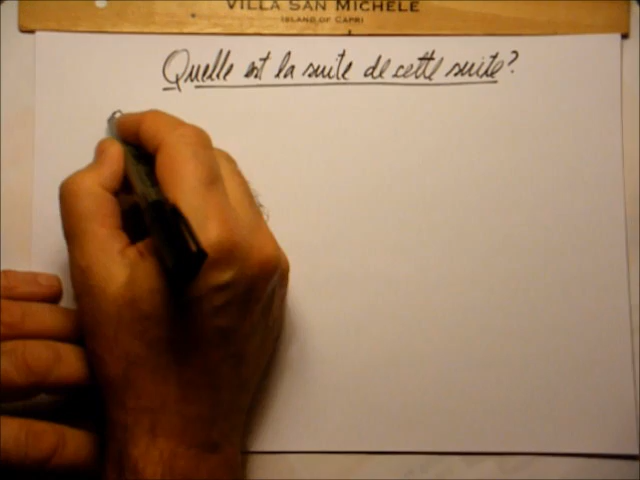 VILLA SAN MICHELE
ISLAND OF CAPRI
Quelle est la suite de cette suite?